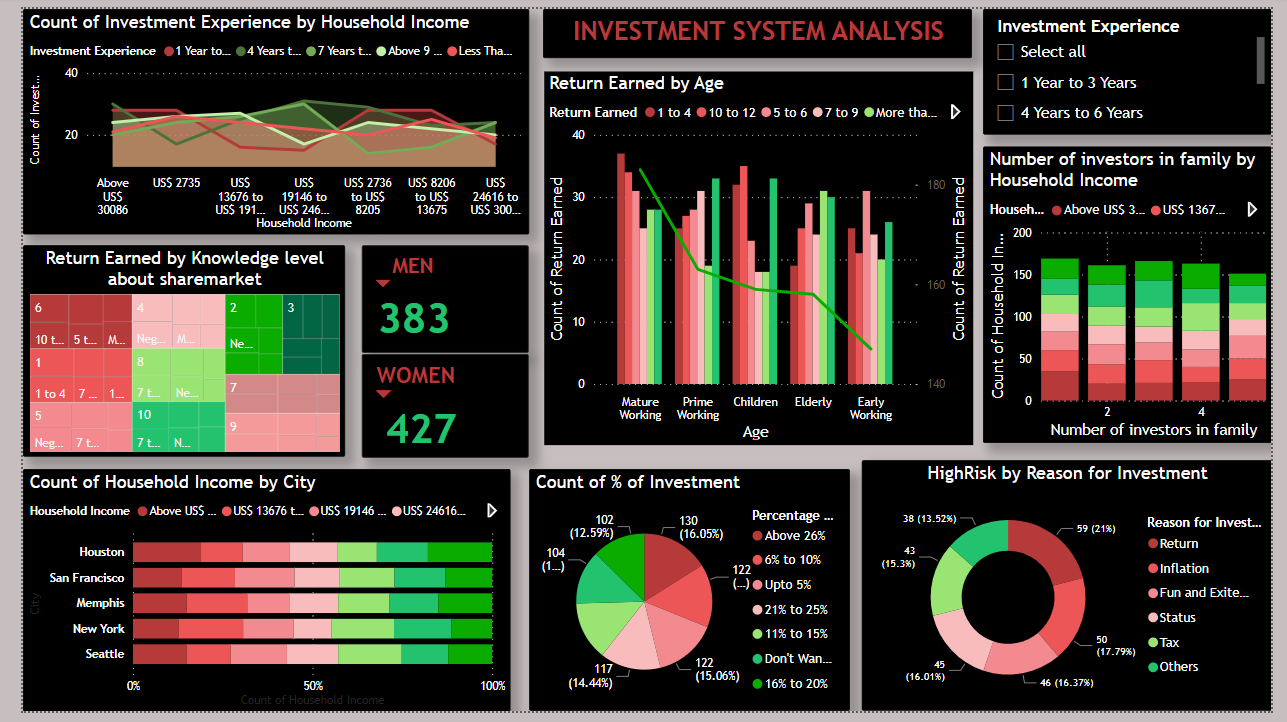 Count of Investment Experience by Household Income
Investment Experience 1 Year to... 4 Years t... 7 Years t... Above 9 ... Less Tha...
Count of Invest...
40
20
Above US$ 30086
US$ 2735
US$ 13676 to US$ 191...
US$ 19146 to US$ 246...
US$ 2736 to US$ 8205
US$ 8206 to US$ 13675
US$ 24616 to US$ 300...
Household Income
INVESTMENT SYSTEM ANALYSIS
Investment Experience
Select all
1 Year to 3 Years
4 Years to 6 Years
Return Earned by Age
Return Earned 1 to 4 10 to 12 5 to 6 7 to 9 More tha...
Count of Return Earned
40
30
20
10
0
180
160
140
Count of Return Earned
Mature Working
Prime Working
Children
Elderly
Early Working
Age
Number of investors in family by
Household Income
Househ... Above US$ 3... US$ 1367...
Count of Household In...
200
150
100
50
0
2
4
Number of investors in family
Return Earned by Knowledge level
about sharemarket
6
10 t... 5 t... M...
1
1 to 4 7 ... 1...
5
Neg... 7 t...
4
Neg... M...
8
7 t... Ne...
10
7 t... N...
2
Ne...
3
7
9
MEN
383
WOMEN
427
Count of Household Income by City
Household Income Above US$ ... US$ 13676 t... US$ 19146 ... US$ 24616...
City
Houston
San Francisco
Memphis
New York
Seattle
0% 50% 100%
Count of Household Income
Count of % of Investment
130
(16.05%)
122
(...)
122
(15.06%)
117
(14.44%)
104
(1...)
102
(12.59%)
Percentage ...
Above 26%
6% to 10%
Upto 5%
21% to 25%
11% to 15%
Don't Wan...
16% to 20%
HighRisk by Reason for Investment
59 (21%)
50
(17.79%)
46 (16.37%)
45
(16.01%)
43
(15.3%)
38 (13.52%)
Reason for Invest...
Return
Inflation
Fun and Exite...
Status
Tax
Others